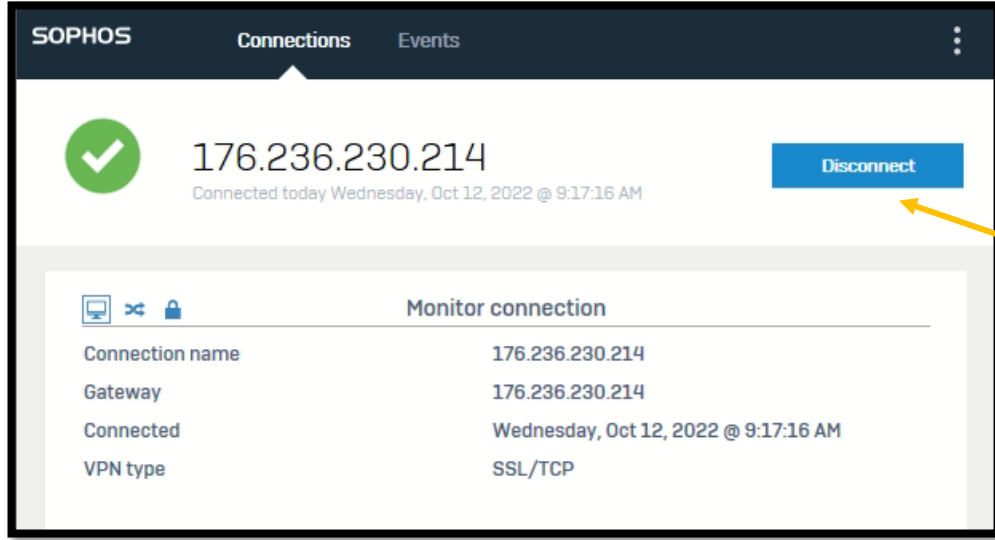 SOPHOS Connections Events
176.236.230.214
Disconnect
Connected today Wednesday, Oct 12, 2022 @ 9:17:16 AM
Monitor connection
Connection name 176.236.230.214
Gateway 176.236.230.214
Connected Wednesday, Oct 12, 2022 @ 9:17:16 AM
VPN type SSL/TCP